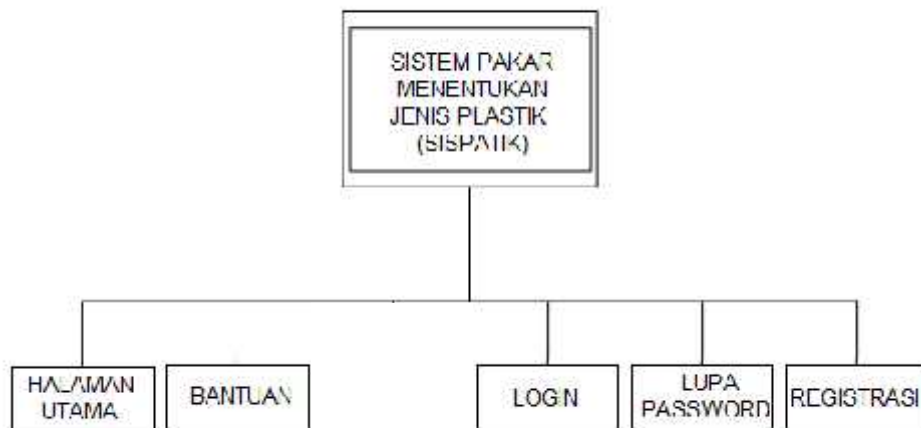 SISTEM PAKAR
MENENTUKAN
JENIS PLASTIK
(SISPATIK)
HALAMAN
UTAMA
BANTUAN
LOGIN
LUPA
PASSWORD
REGISTRASI